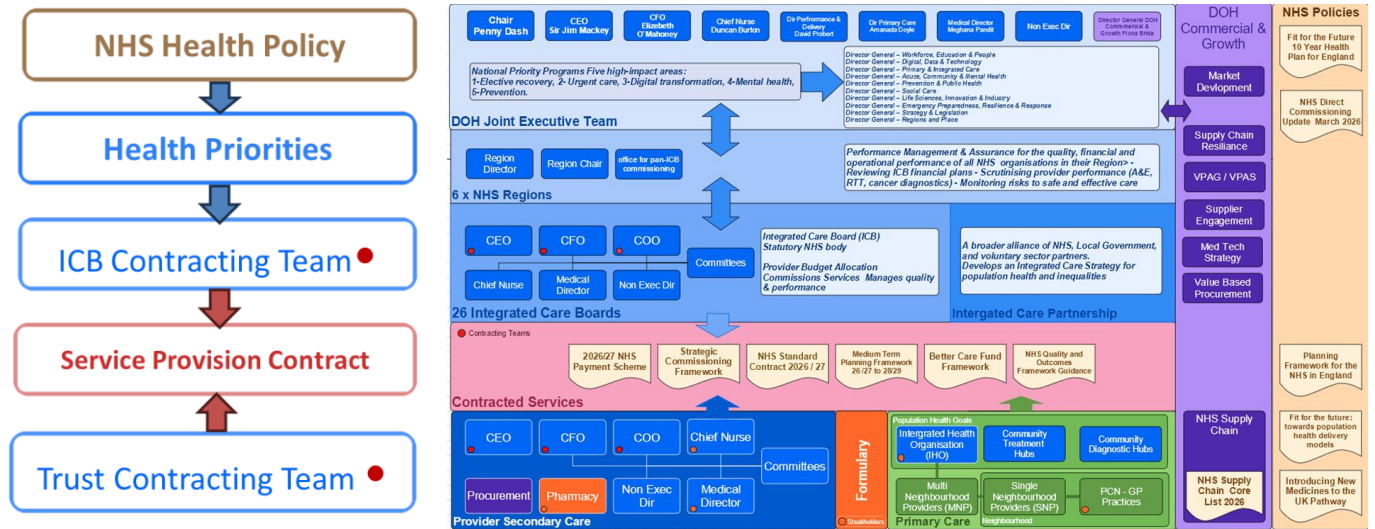 NHS Health Policy
Health Priorities
ICB Contracting Team
Service Provision Contract
Trust Contracting Team
Chair
Penny Dash
CEO
Sir Jim Mackey
CFO
Elizebeth
O'Mahoney
Chief Nurse
Duncan Burton
Dir Performance &
Delivery
David Probert
Dir Primary Care
Amanada Doyle
Medical Director
Meghana Pandit
Non Exec Dir
Director General DOH
Commmercial &
Growth Fiona Bride
National Priority Programs Five high-impact areas:
1-Elective recovery, 2- Urgent care, 3-Digital transformation, 4-Mental health,
5-Prevention.
Director General – Workforce, Education & People
Director General – Digital, Data & Technology
Director General – Primary & Integrated Care
Director General – Acute, Community & Mental Health
Director General – Prevention & Public Health
Director General – Social Care
Director General – Life Sciences, Innovation & Industry
Director General – Emergency Preparedness, Resilience & Response
Director General – Strategy & Legislation
Director General – Regions and Place
DOH Joint Executive Team
Region
Director
Region Chair
office for pan-ICB
commissioning
Performance Management & Assurance for the quality, financial and
operational performance of all NHS organisations in their Region> -
Reviewing ICB financial plans - Scrutinising provider performance (A&E,
RTT, cancer diagnostics) - Monitoring risks to safe and effective care
6 x NHS Regions
CEO
CFO
COO
Committees
Chief Nurse
Medical
Director
Non Exec Dir
Integrated Care Board (ICB)
Statutory NHS body
Provider Budget Allocation
Commissions Services Manages quality
& performance
A broader alliance of NHS, Local Government,
and voluntary sector partners.
Develops an Integrated Care Strategy for
population health and inequalities
26 Integrated Care Boards
Intergated Care Partnership
Contracting Teams
2026/27 NHS
Payment Scheme
Strategic
Commissioning
Framework
NHS Standard
Contract 2026 / 27
Medium Term
Planning Framework
26 /27 to 28/29
Better Care Fund
Framework
NHS Quality and
Outcomes
Framework Guidance
Contracted Services
CEO
CFO
COO
Chief Nurse
Committees
Procurement
Pharmacy
Non Exec
Dir
Medical
Director
Provider Secondary Care
Formulary
Steakholders
Population Health Goals
Intergrated Health
Organisation
(IHO)
Community
Treatment
Hubs
Community
Diagnostic Hubs
Multi
Neighbourhood
Providers (MNP)
Single
Neighbourhood
Providers (SNP)
PCN - GP
Practices
Primary Care
Neighbourhood
DOH
Commercial &
Growth
Market
Devlopment
Supply Chain
Resiliance
VPAG / VPAS
Supplier
Engagement
Med Tech
Strategy
Value Based
Procurement
NHS Supply
Chain
NHS Supply
Chain Core
List 2026
NHS Policies
Fit for the Future
10 Year Health
Plan for England
NHS Direct
Commissioning
Update March 2026
Planning
Framework for the
NHS in England
Fit for the future:
towards population
health delivery
models
Introducing New
Medicines to the
UK Pathway